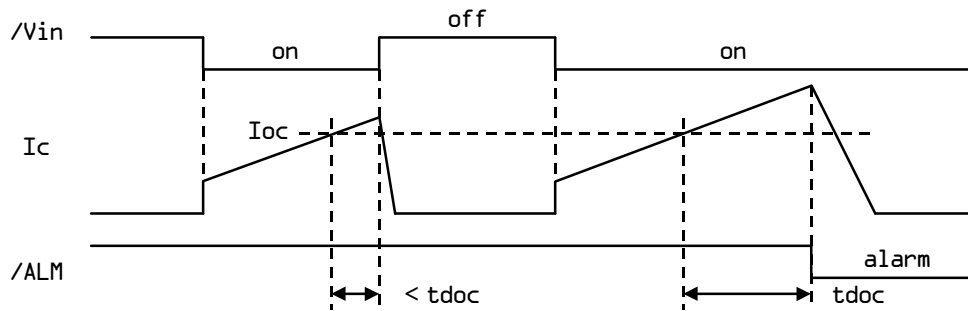 /Vin
on
off
on
Ioc
Ic
/ALM
alarm
< tdoc
tdoc